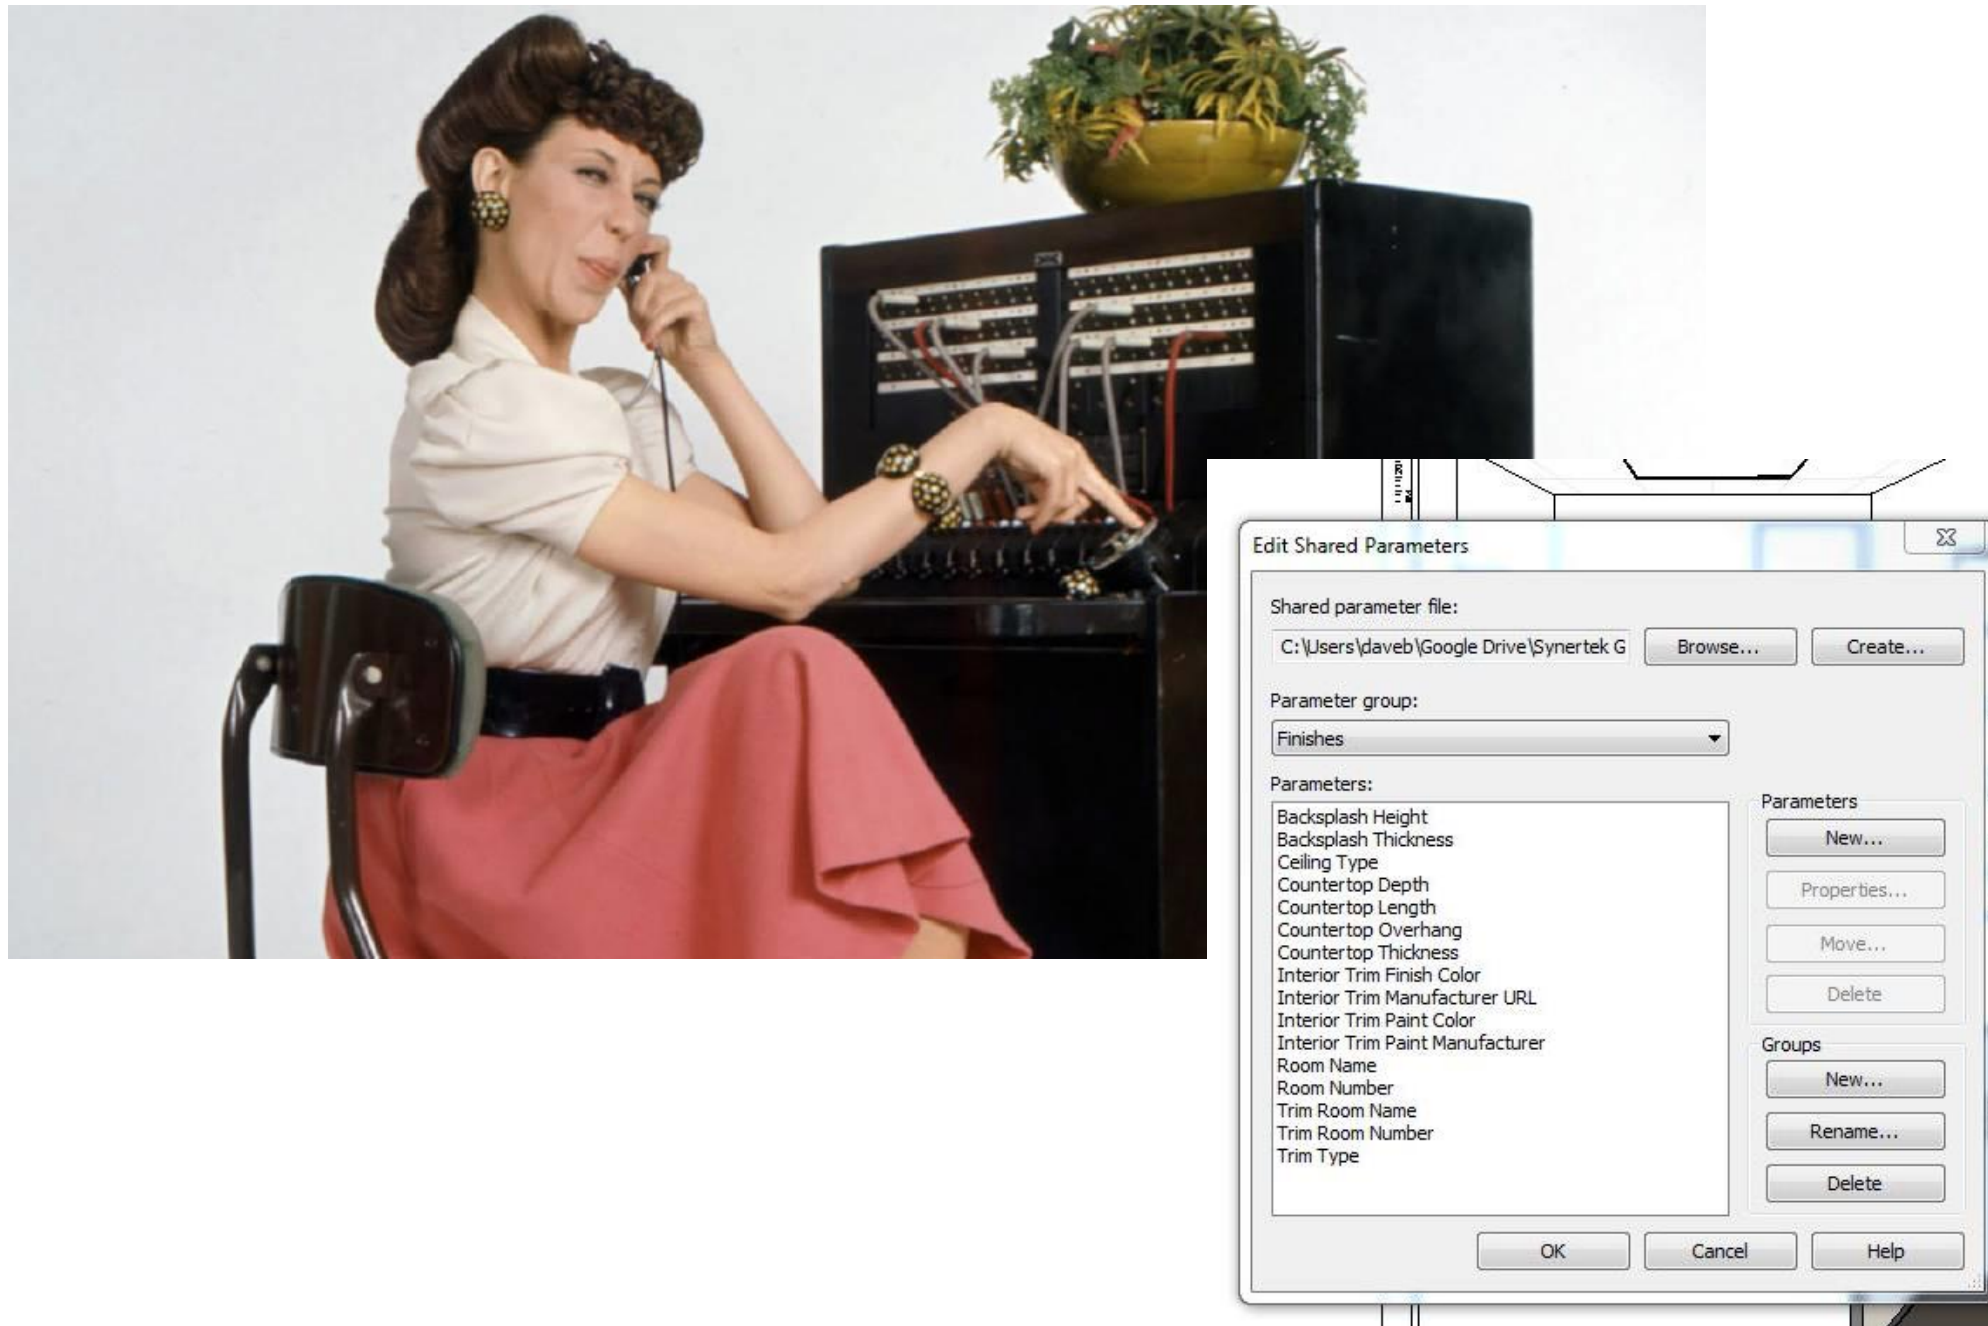 Edit Shared Parameters
Shared parameter file:
C:\Users\daveb\Google Drive\Synertek G
Browse...
Create...
Parameter group:
Finishes
Parameters:
Backsplash Height
Backsplash Thickness
Ceiling Type
Countertop Depth
Countertop Length
Countertop Overhang
Countertop Thickness
Interior Trim Finish Color
Interior Trim Manufacturer URL
Interior Trim Paint Color
Interior Trim Paint Manufacturer
Room Name
Room Number
Trim Room Name
Trim Room Number
Trim Type
Parameters
New...
Properties...
Move...
Delete
Groups
New...
Rename...
Delete
OK
Cancel
Help